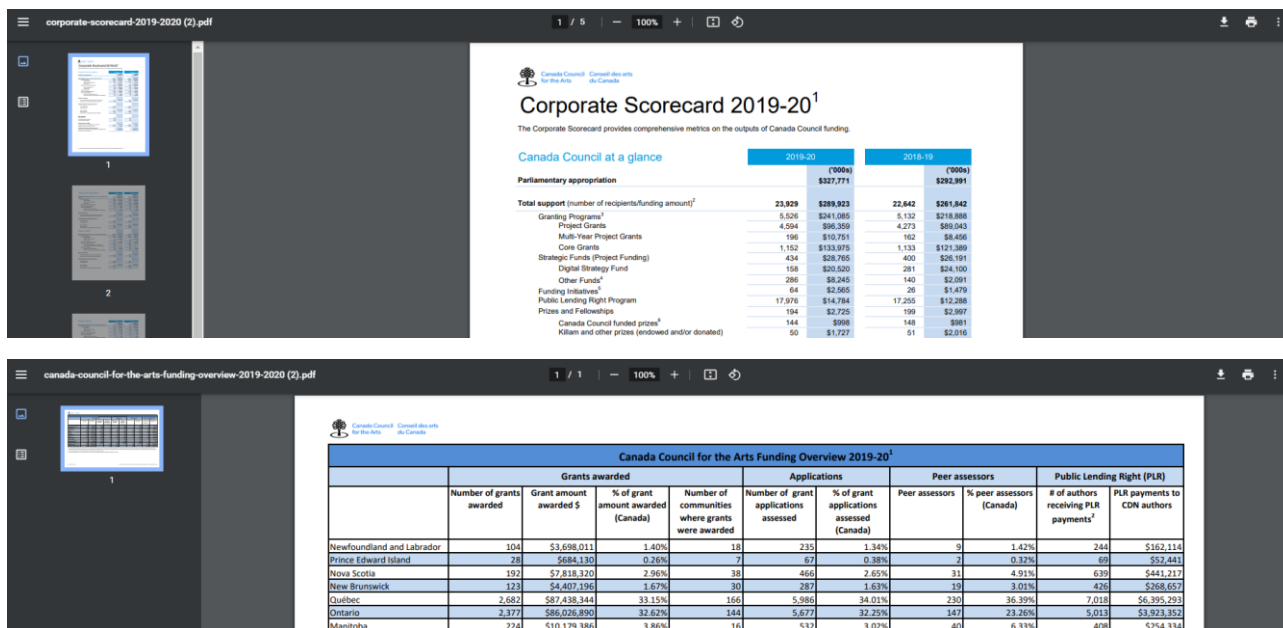 corporate-scorecard-2019-2020 (2).pdf
1 / 5
100%
1
2
Canada Council for the Arts Conseil des arts du Canada
Corporate Scorecard 2019-20¹
The Corporate Scorecard provides comprehensive metrics on the outputs of Canada Council funding.
Canada Council at a glance 2019-20 2018-19
('000s) ('000s)
Parliamentary appropriation $327,771 $292,991
Total support (number of recipients/funding amount)² 23,929 $289,923 22,642 $261,842
Granting Programs³ 5,526 $241,085 5,132 $218,888
Project Grants 4,594 $96,359 4,273 $89,043
Multi-Year Project Grants 196 $10,751 162 $8,456
Core Grants 1,152 $133,975 1,133 $121,389
Strategic Funds (Project Funding) 434 $28,765 400 $26,191
Digital Strategy Fund 158 $20,520 281 $24,100
Other Funds⁴ 286 $8,245 140 $2,091
Funding Initiatives⁵ 64 $2,565 26 $1,479
Public Lending Right Program 17,976 $14,784 17,255 $12,288
Prizes and Fellowships 194 $2,725 199 $2,997
Canada Council funded prizes⁶ 144 $998 148 $981
Killam and other prizes (endowed and/or donated) 50 $1,727 51 $2,016
canada-council-for-the-arts-funding-overview-2019-2020 (2).pdf
1 / 1
100%
1
Canada Council for the Arts Conseil des arts du Canada
Canada Council for the Arts Funding Overview 2019-20¹
Grants awarded Applications Peer assessors Public Lending Right (PLR)
Number of grants awarded Grant amount awarded $ % of grant amount awarded (Canada) Number of communities where grants were awarded Number of grant applications assessed % of grant applications assessed (Canada) Peer assessors % peer assessors (Canada) # of authors receiving PLR payments² PLR payments to CDN authors
Newfoundland and Labrador 104 $3,698,011 1.40% 18 235 1.34% 9 1.42% 244 $162,114
Prince Edward Island 28 $684,130 0.26% 7 67 0.38% 2 0.32% 69 $52,441
Nova Scotia 192 $7,818,320 2.96% 38 466 2.65% 31 4.91% 639 $441,217
New Brunswick 123 $4,407,196 1.67% 30 287 1.63% 19 3.01% 426 $268,657
Québec 2,682 $87,438,344 33.15% 166 5,986 34.01% 230 36.39% 7,018 $6,395,293
Ontario 2,377 $86,026,890 32.62% 144 5,677 32.25% 147 23.26% 5,013 $3,923,352
Manitoba 224 $10,179,386 3.86% 16 532 3.02% 40 6.33% 408 $254,334